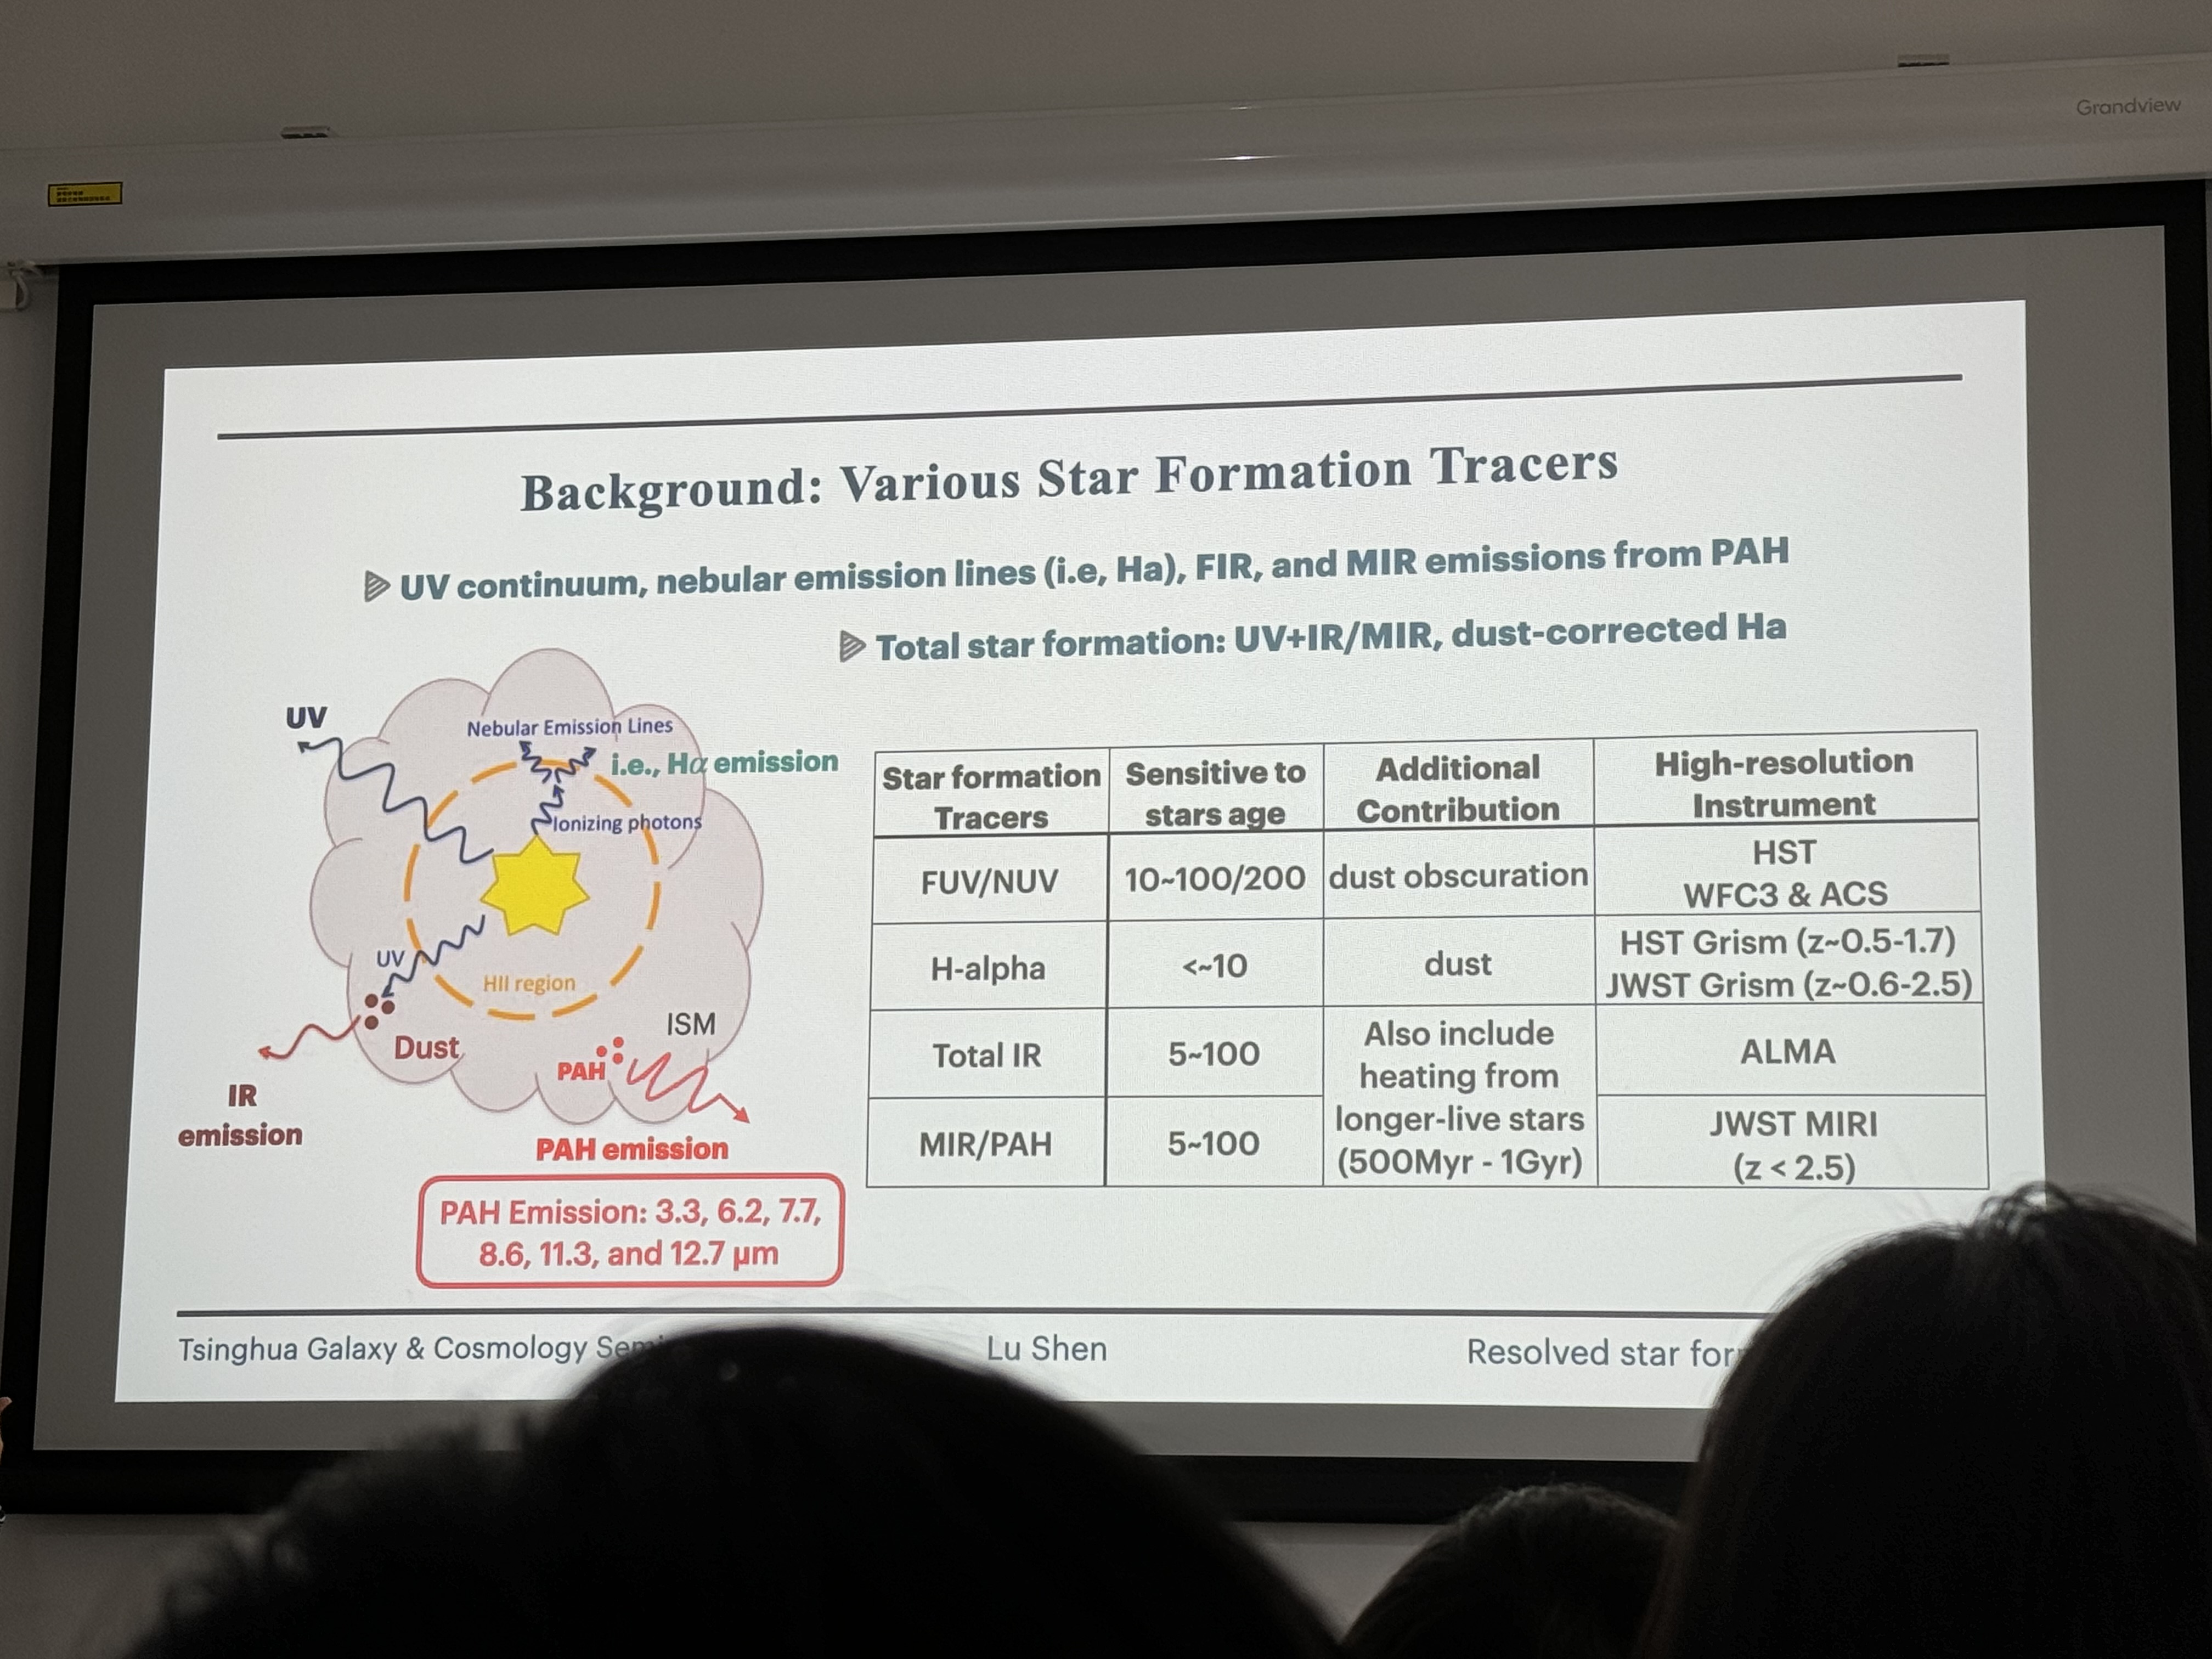 Grandview
Background: Various Star Formation Tracers
UV continuum, nebular emission lines (i.e, Ha), FIR, and MIR emissions from PAH
Total star formation: UV+IR/MIR, dust-corrected Ha
UV
Nebular Emission Lines
i.e., Hα emission
Ionizing photons
UV
HII region
Dust
ISM
PAH
IR
emission
PAH emission
PAH Emission: 3.3, 6.2, 7.7,
8.6, 11.3, and 12.7 μm
Star formation
Tracers
Sensitive to
stars age
Additional
Contribution
High-resolution
Instrument
FUV/NUV
10~100/200
dust obscuration
HST
WFC3 & ACS
H-alpha
<~10
dust
HST Grism (z~0.5-1.7)
JWST Grism (z~0.6-2.5)
Total IR
5~100
Also include
heating from
longer-live stars
(500Myr - 1Gyr)
ALMA
MIR/PAH
5~100
JWST MIRI
(z < 2.5)
Tsinghua Galaxy & Cosmology
Lu Shen
Resolved star